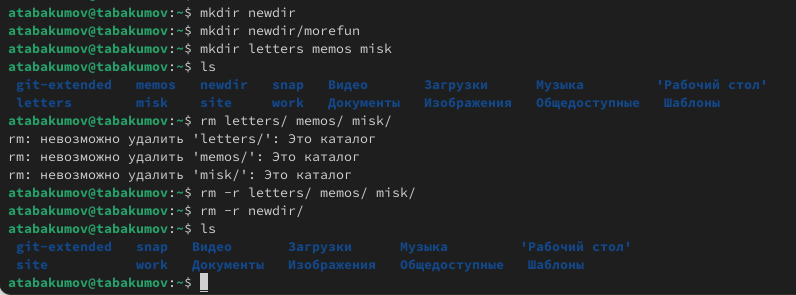 atabakumov@tabakumov:~$ mkdir newdir
atabakumov@tabakumov:~$ mkdir newdir/morefun
atabakumov@tabakumov:~$ mkdir letters memos misk
atabakumov@tabakumov:~$ ls
git-extended memos newdir snap Видео Загрузки Музыка 'Рабочий стол'
letters misk site work Документы Изображения Общедоступные Шаблоны
atabakumov@tabakumov:~$ rm letters/ memos/ misk/
rm: невозможно удалить 'letters/': Это каталог
rm: невозможно удалить 'memos/': Это каталог
rm: невозможно удалить 'misk/': Это каталог
atabakumov@tabakumov:~$ rm -r letters/ memos/ misk/
atabakumov@tabakumov:~$ rm -r newdir/
atabakumov@tabakumov:~$ ls
git-extended snap Видео Загрузки Музыка 'Рабочий стол'
site work Документы Изображения Общедоступные Шаблоны
atabakumov@tabakumov:~$